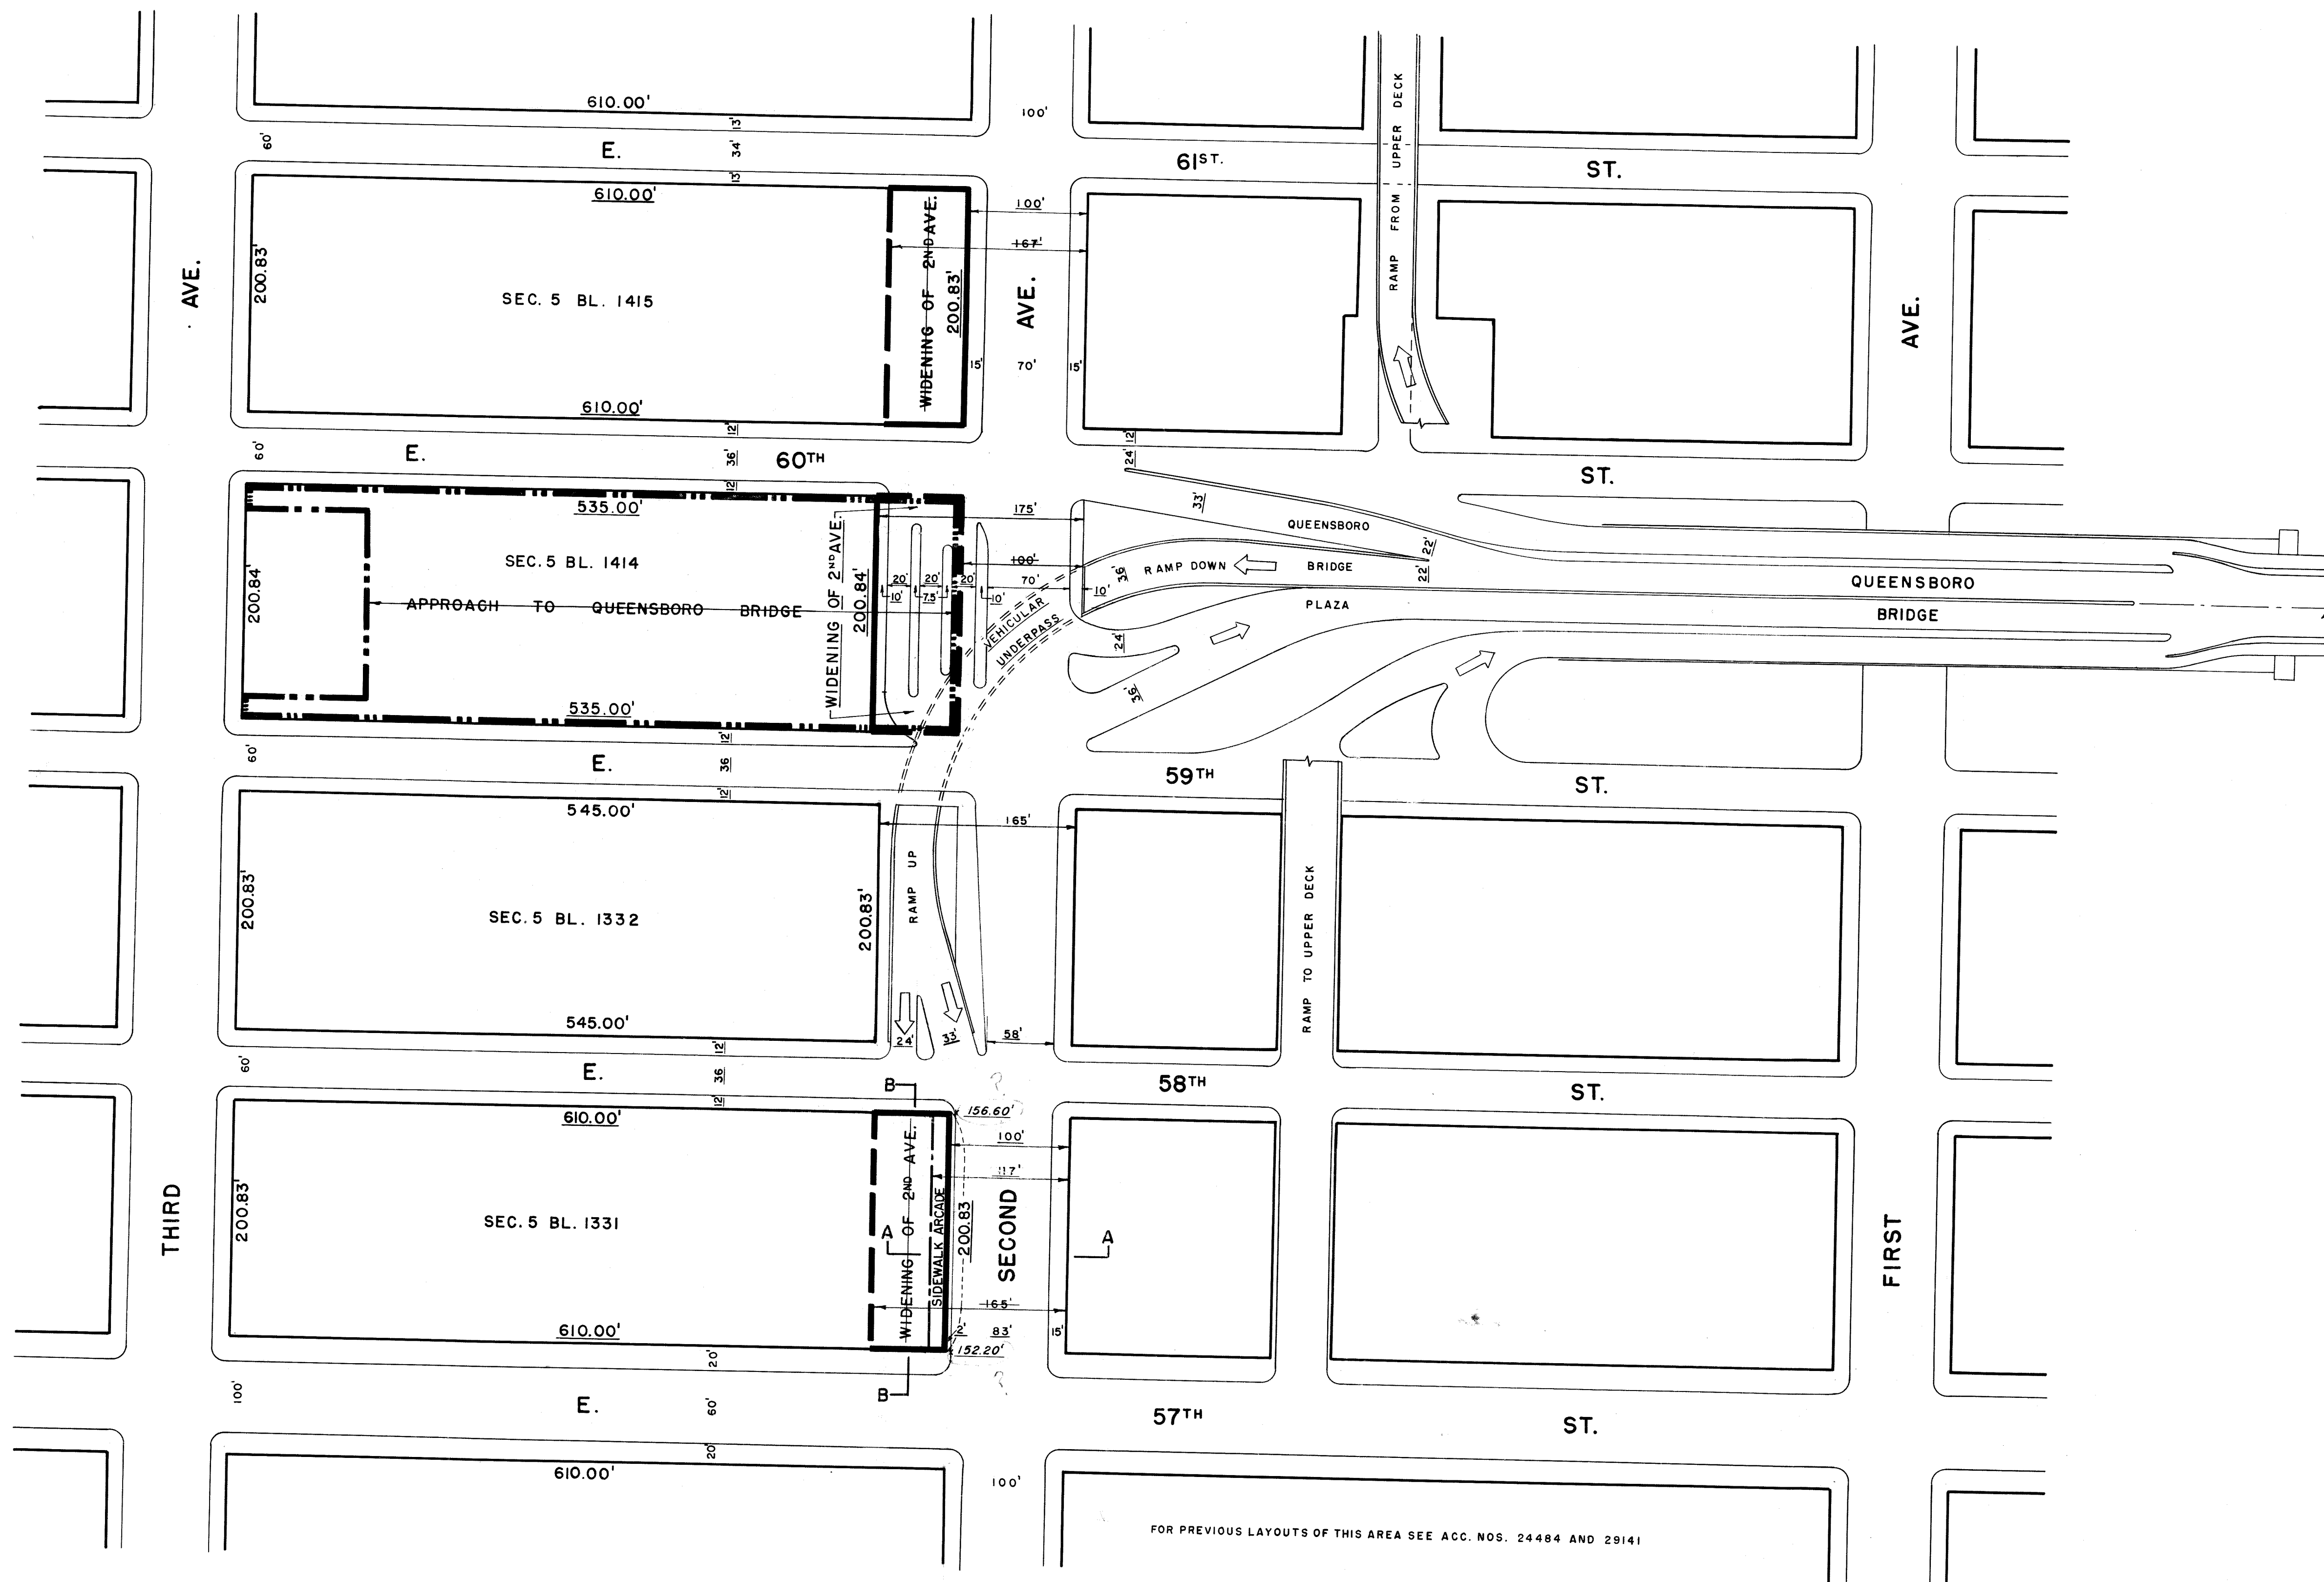 610.00'
13'
100'
60'
34'
E.
61ST.
ST.
13'
RAMP FROM UPPER DECK
610.00'
100'
167'
WIDENING OF 2ND AVE.
200.83'
200.83'
AVE.
AVE.
AVE.
SEC. 5 BL. 1415
15'
70'
15'
610.00'
12'
12'
60'
E.
36'
60TH
24'
ST.
12'
535.00'
175'
33'
QUEENSBORO
WIDENING OF 2ND AVE.
SEC. 5 BL. 1414
100'
22'
22'
36'
RAMP DOWN
BRIDGE
200.84'
200.84'
20'
20'
20'
70'
10'
7.5'
10'
10'
QUEENSBORO
BRIDGE
APPROACH TO QUEENSBORO BRIDGE
PLAZA
VEHICULAR
UNDERPASS
24'
36'
535.00'
12'
60'
E.
36
59TH
ST.
12'
545.00'
165'
200.83'
200.83'
RAMP UP
RAMP TO UPPER DECK
SEC. 5 BL. 1332
545.00'
24'
33'
58'
12'
60'
E.
36
58TH
ST.
12'
B
?
610.00'
156.60'
100'
117'
WIDENING OF 2ND AVE.
SIDEWALK ARCADE
200.83
200.83'
THIRD
SECOND
FIRST
SEC. 5 BL. 1331
A
A
165'
610.00'
2'
83'
15'
152.20'
20'
?
B
100'
E.
60'
57TH
ST.
20'
610.00'
100'
FOR PREVIOUS LAYOUTS OF THIS AREA SEE ACC. NOS. 24484 AND 29141